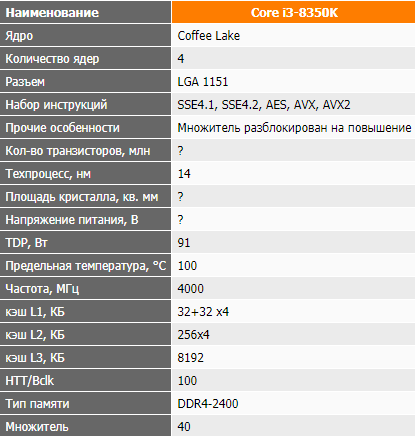 Наименование Core i3-8350K
Ядро Coffee Lake
Количество ядер 4
Разъем LGA 1151
Набор инструкций SSE4.1, SSE4.2, AES, AVX, AVX2
Прочие особенности Множитель разблокирован на повышение
Кол-во транзисторов, млн ?
Техпроцесс, нм 14
Площадь кристалла, кв. мм ?
Напряжение питания, В ?
TDP, Вт 91
Предельная температура, °С 100
Частота, МГц 4000
кэш L1, КБ 32+32 x4
кэш L2, КБ 256x4
кэш L3, КБ 8192
HTT/Bclk 100
Тип памяти DDR4-2400
Множитель 40